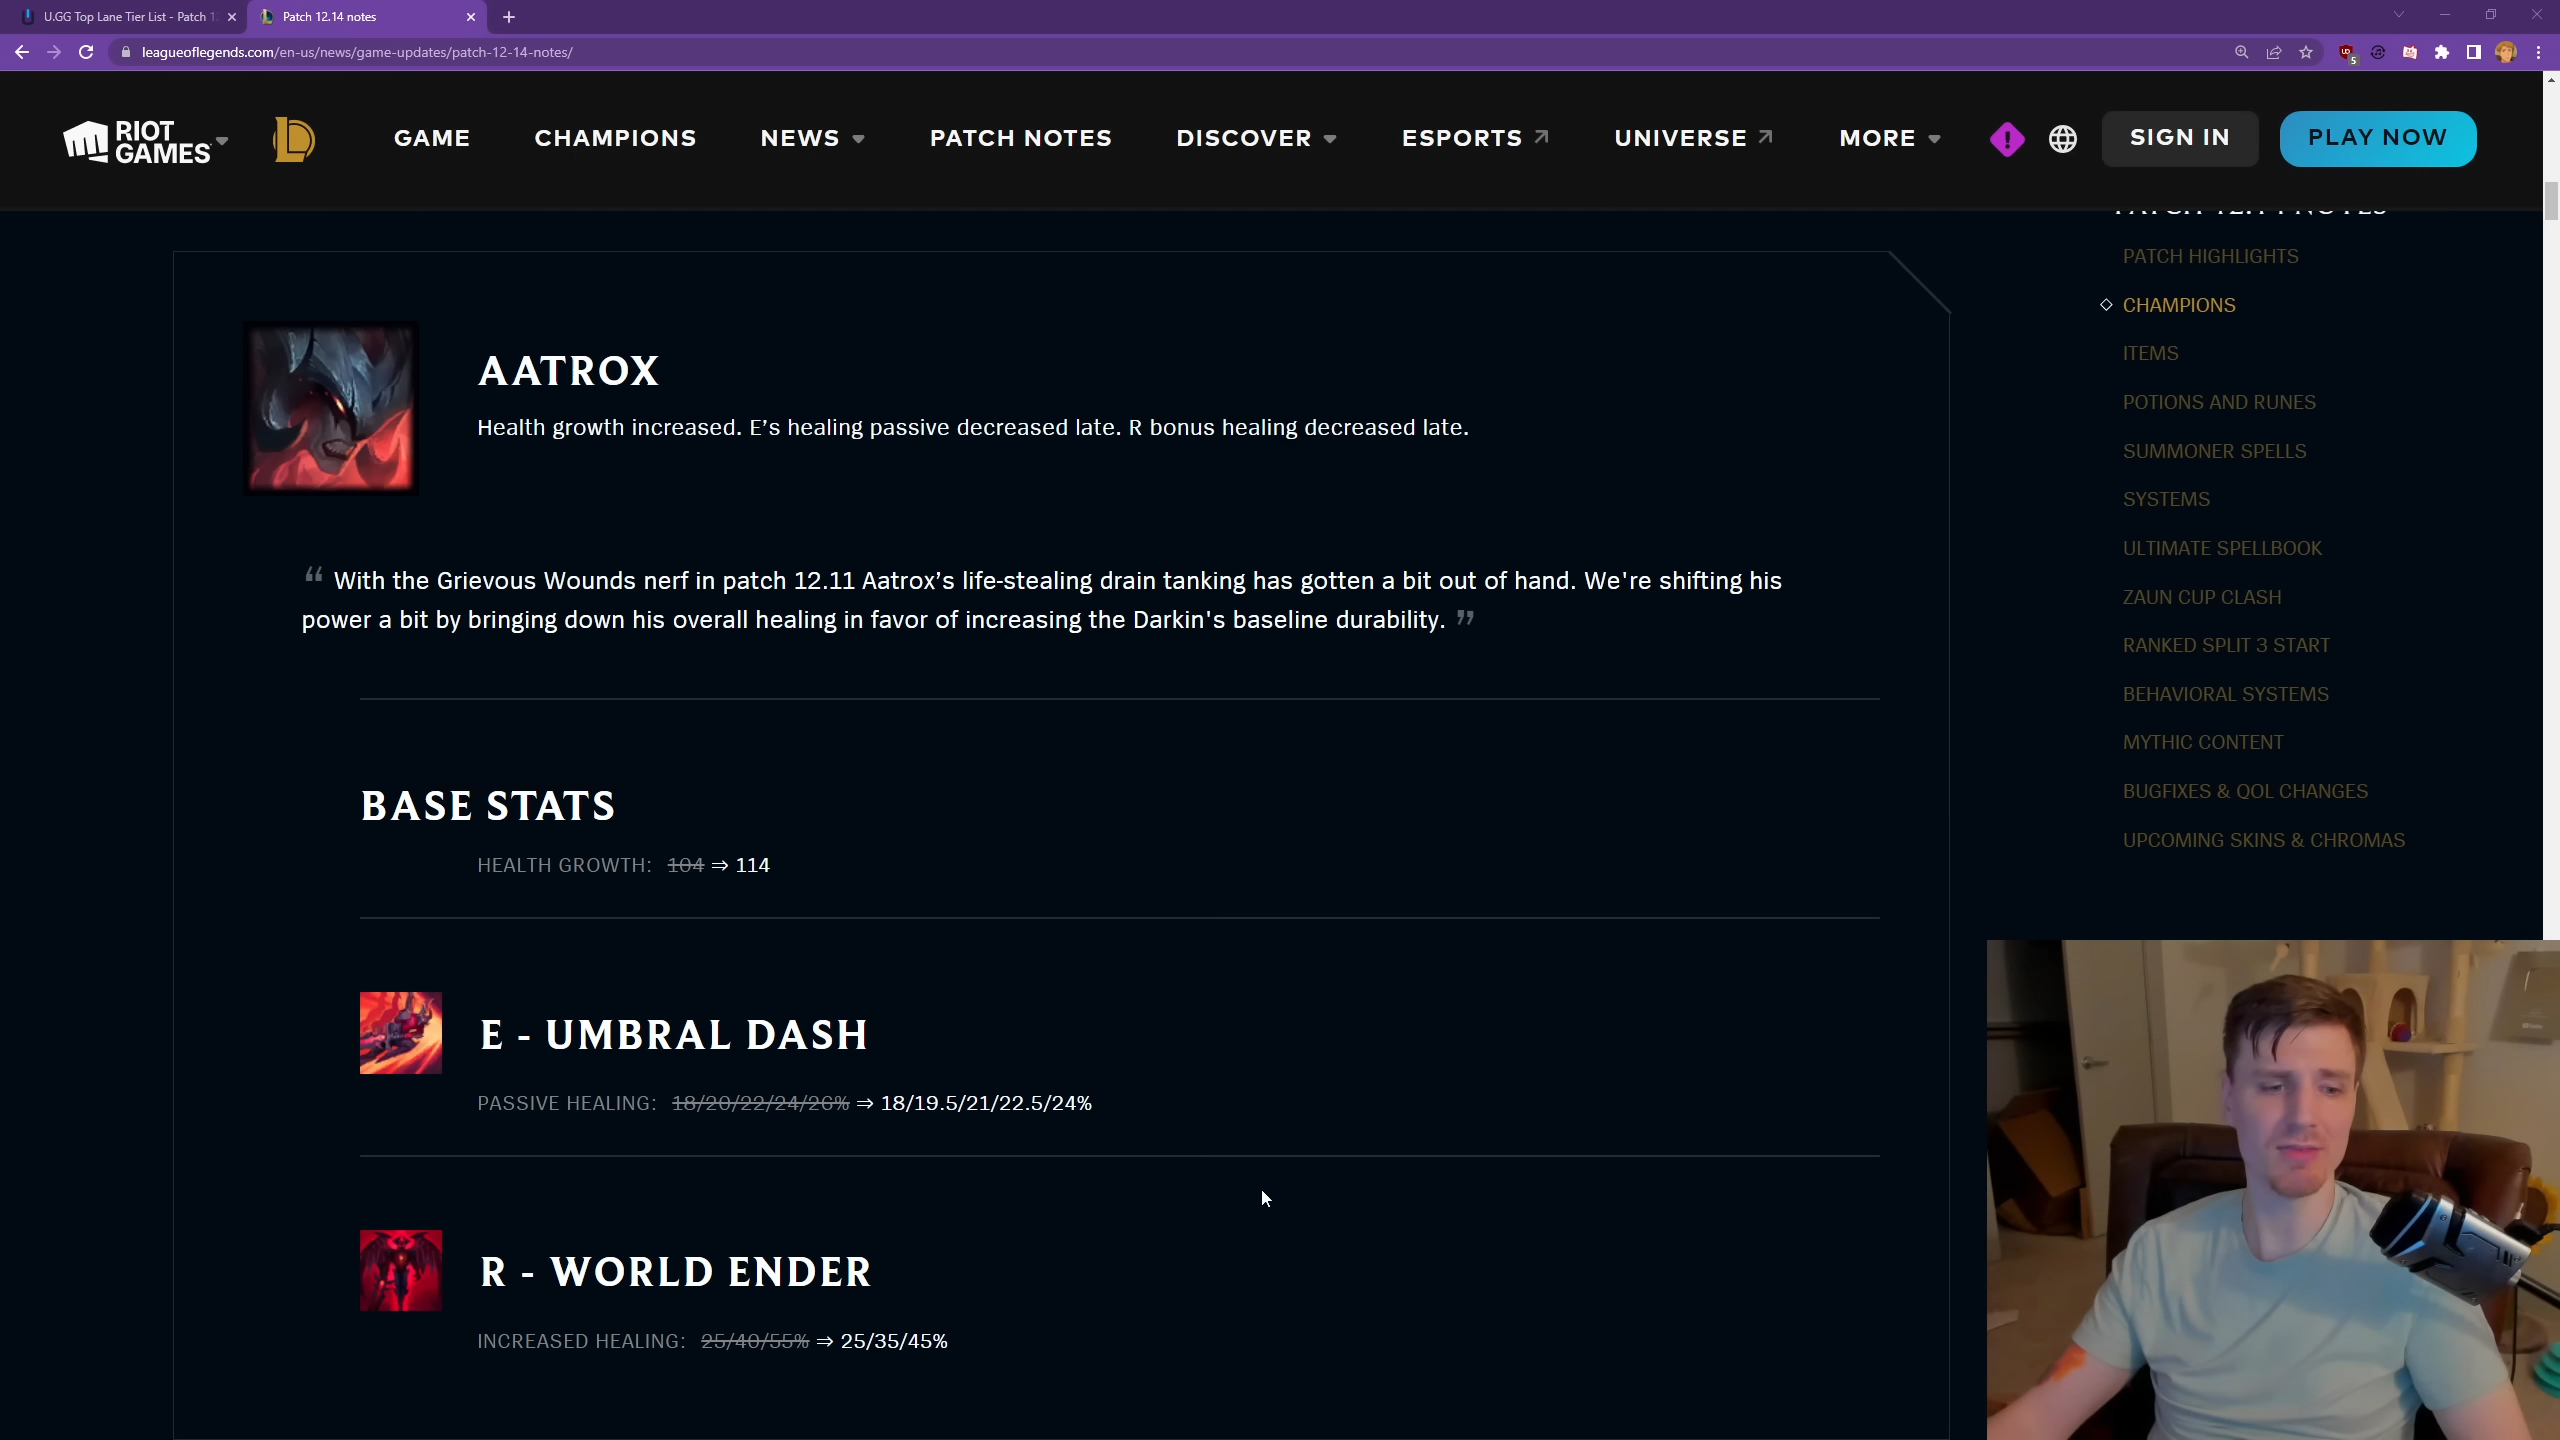 U.GG Top Lane Tier List - Patch 1
Patch 12.14 notes
leagueoflegends.com/en-us/news/game-updates/patch-12-14-notes/
5
RIOT GAMES
GAME
CHAMPIONS
NEWS
PATCH NOTES
DISCOVER
ESPORTS
UNIVERSE
MORE
SIGN IN
PLAY NOW
PATCH 12.14 NOTES
PATCH HIGHLIGHTS
CHAMPIONS
ITEMS
POTIONS AND RUNES
SUMMONER SPELLS
SYSTEMS
ULTIMATE SPELLBOOK
ZAUN CUP CLASH
RANKED SPLIT 3 START
BEHAVIORAL SYSTEMS
MYTHIC CONTENT
BUGFIXES & QOL CHANGES
UPCOMING SKINS & CHROMAS
AATROX
Health growth increased. E’s healing passive decreased late. R bonus healing decreased late.
“ With the Grievous Wounds nerf in patch 12.11 Aatrox’s life-stealing drain tanking has gotten a bit out of hand. We're shifting his
power a bit by bringing down his overall healing in favor of increasing the Darkin's baseline durability. ”
BASE STATS
HEALTH GROWTH: 104 ⇒ 114
E - UMBRAL DASH
PASSIVE HEALING: 18/20/22/24/26% ⇒ 18/19.5/21/22.5/24%
R - WORLD ENDER
INCREASED HEALING: 25/40/55% ⇒ 25/35/45%